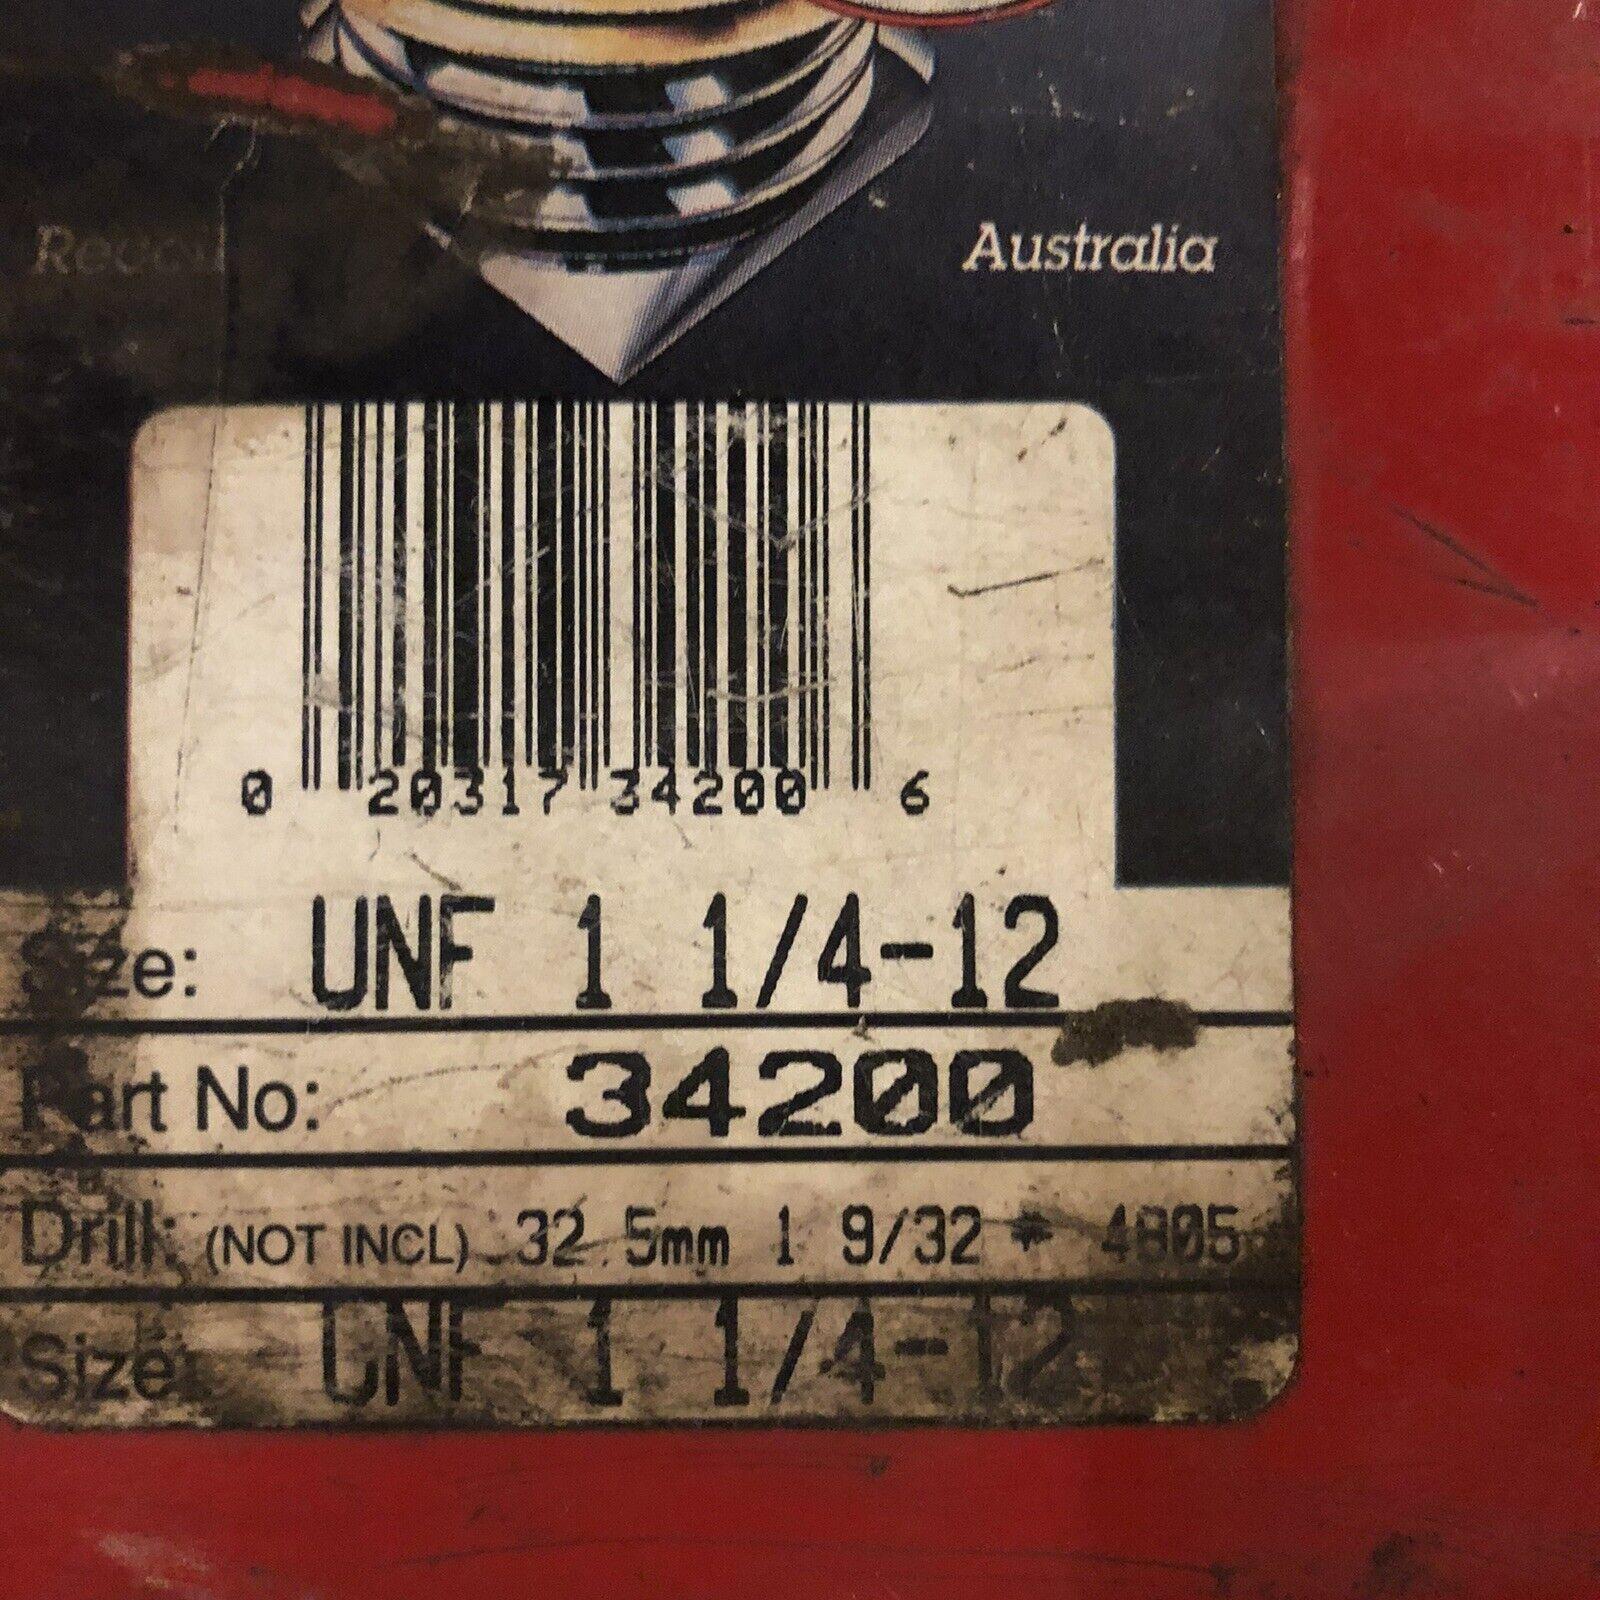 Recoil Australia
0 20317 34200 6
Size: UNF 1 1/4-12
Part No: 34200
Drill: (NOT INCL) 32.5mm 1 9/32 * 4805
Size: UNF 1 1/4-12